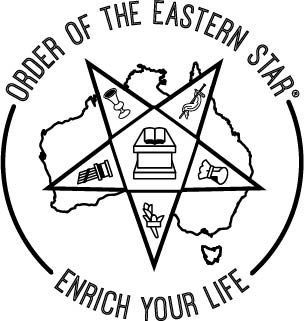 ORDER OF THE EASTERN STAR®
ENRICH YOUR LIFE